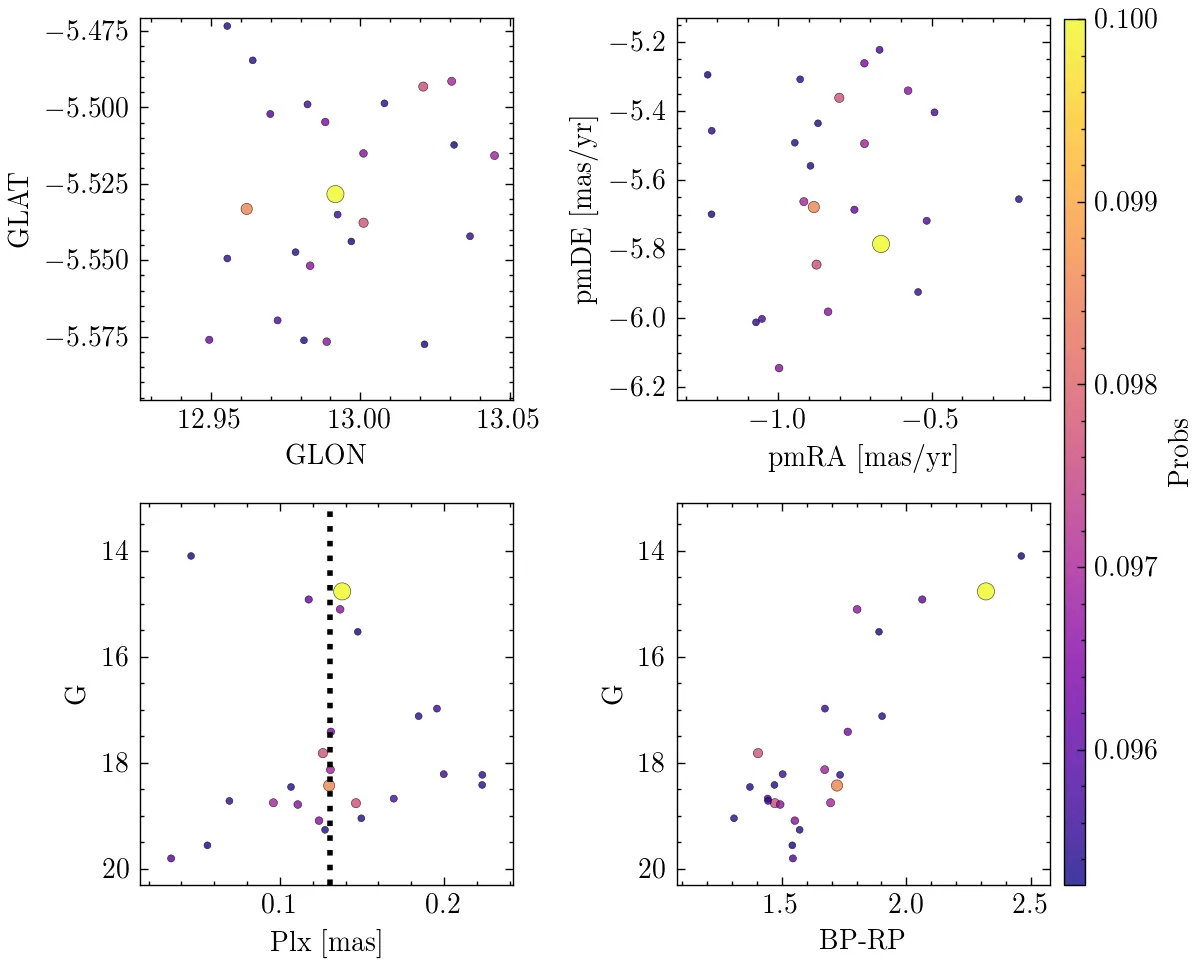 −5.475
−5.500
−5.525
−5.550
−5.575
GLAT
12.95 13.00 13.05
GLON
−5.2
−5.4
−5.6
−5.8
−6.0
−6.2
pmDE [mas/yr]
−1.0 −0.5
pmRA [mas/yr]
14
16
18
20
G
0.1 0.2
Plx [mas]
14
16
18
20
G
1.5 2.0 2.5
BP-RP
0.100
0.099
0.098
0.097
0.096
Probs